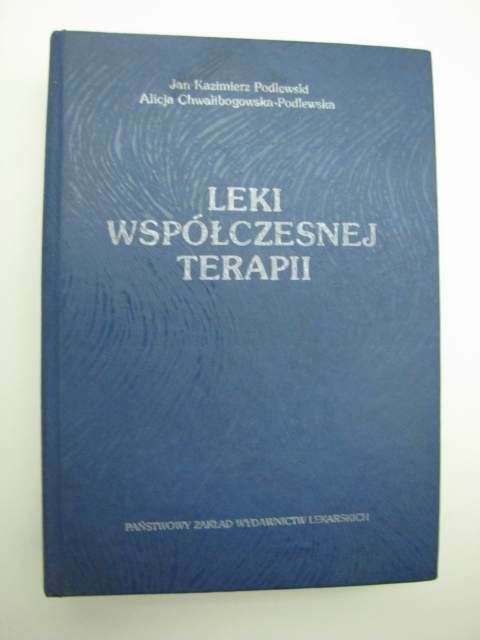 Jan Kazimierz Podlewski
Alicja Chwalibogowska-Podlewska
LEKI
WSPÓŁCZESNEJ
TERAPII
PAŃSTWOWY ZAKŁAD WYDAWNICTW LEKARSKICH